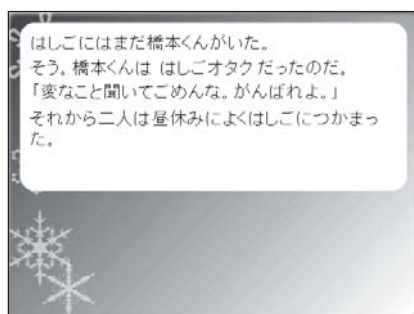 はしごにはまだ橋本くんがいた。
そう。橋本くんは はしごオタク だったのだ。
「変なこと聞いてごめんな。がんばれよ。」
それから二人は昼休みによくはしごにつかまっ
た。